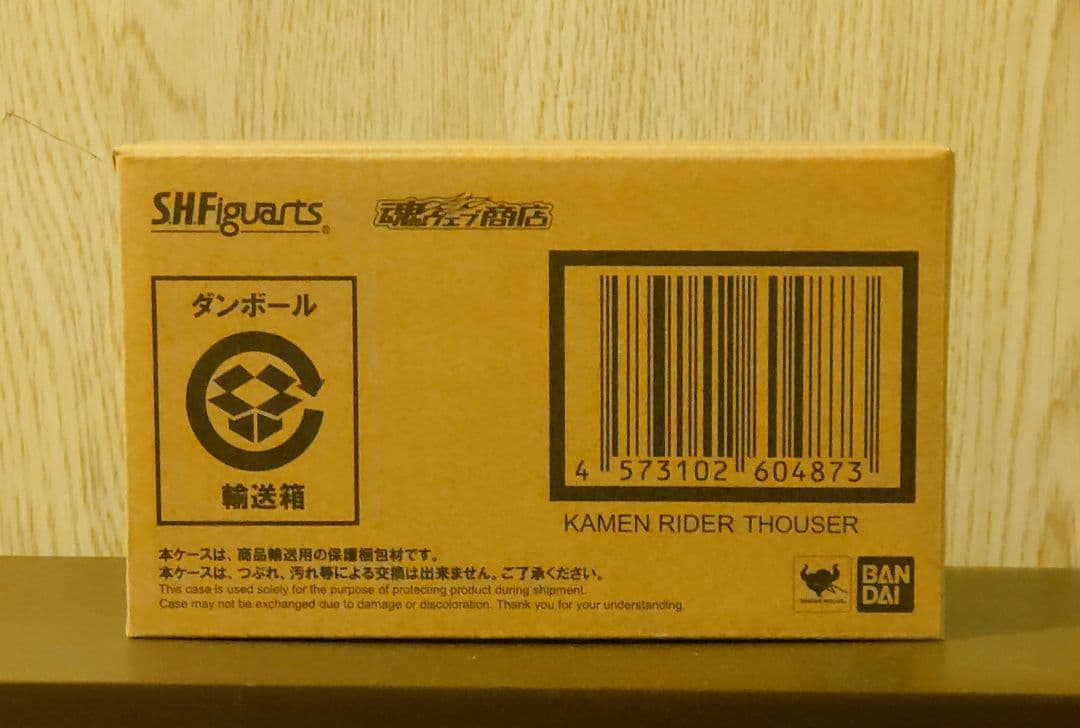 S.H.Figuarts®
魂ウェブ商店
ダンボール
輸送箱
4 573102 604873
KAMEN RIDER THOUSER
本ケースは、商品輸送用の保護梱包材です。
本ケースは、つぶれ、汚れ等による交換は出来ません。ご了承ください。
This case is used solely for the purpose of protecting product during shipment.
Case may not be exchanged due to damage or discoloration. Thank you for your understanding.
BAN
DAI